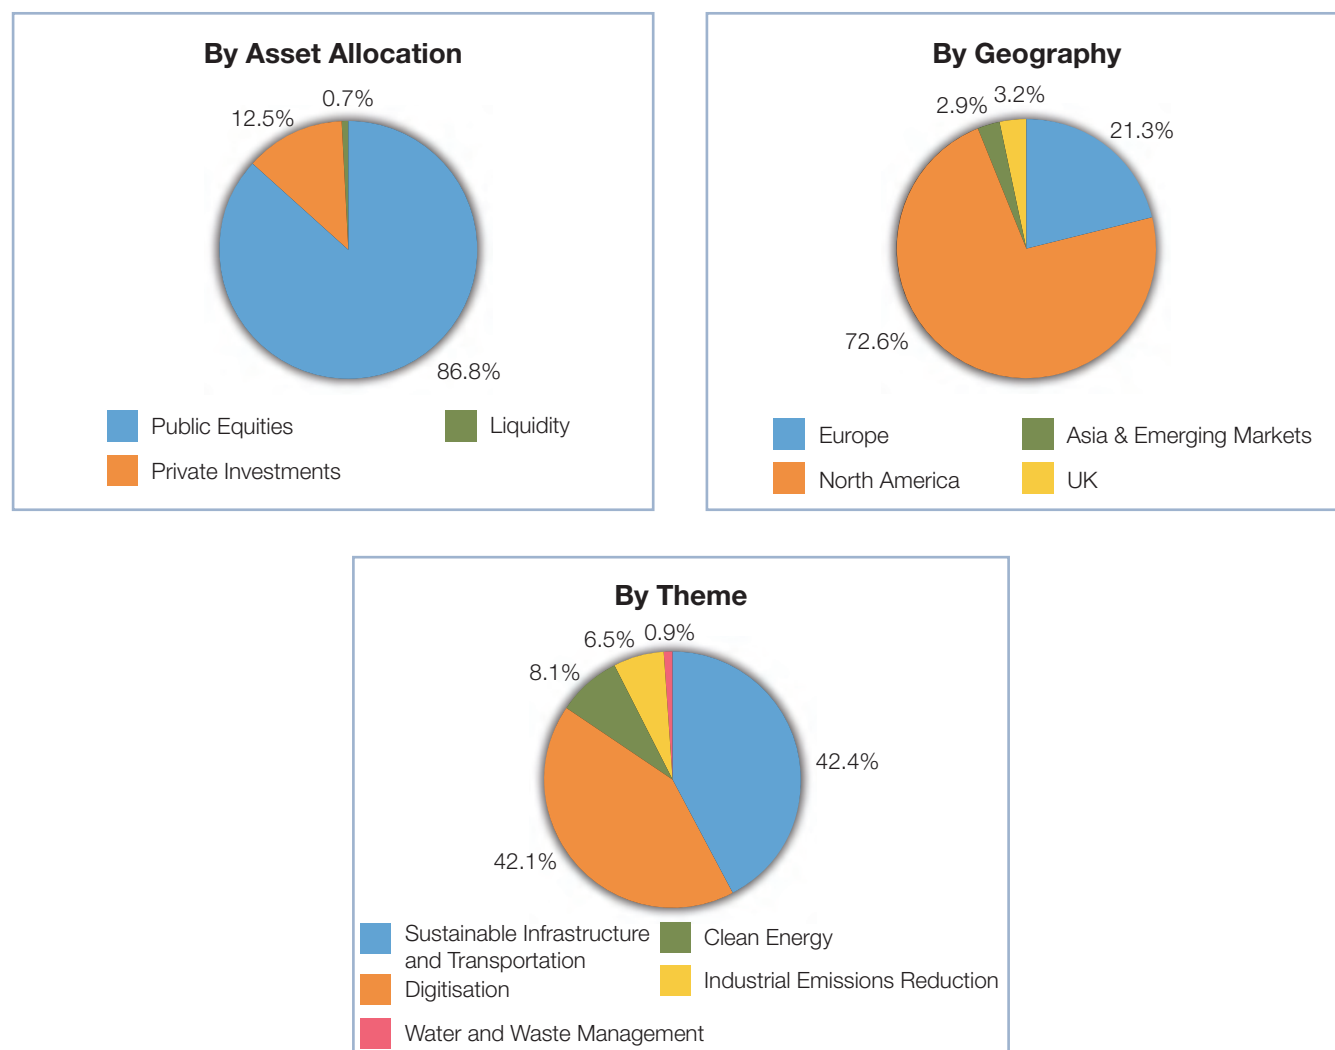 By Asset Allocation
0.7%
12.5%
86.8%
Public Equities
Liquidity
Private Investments
By Geography
3.2%
2.9%
21.3%
72.6%
Europe
Asia & Emerging Markets
North America
UK
By Theme
0.9%
6.5%
8.1%
42.4%
42.1%
Sustainable Infrastructure
and Transportation
Clean Energy
Digitisation
Industrial Emissions Reduction
Water and Waste Management